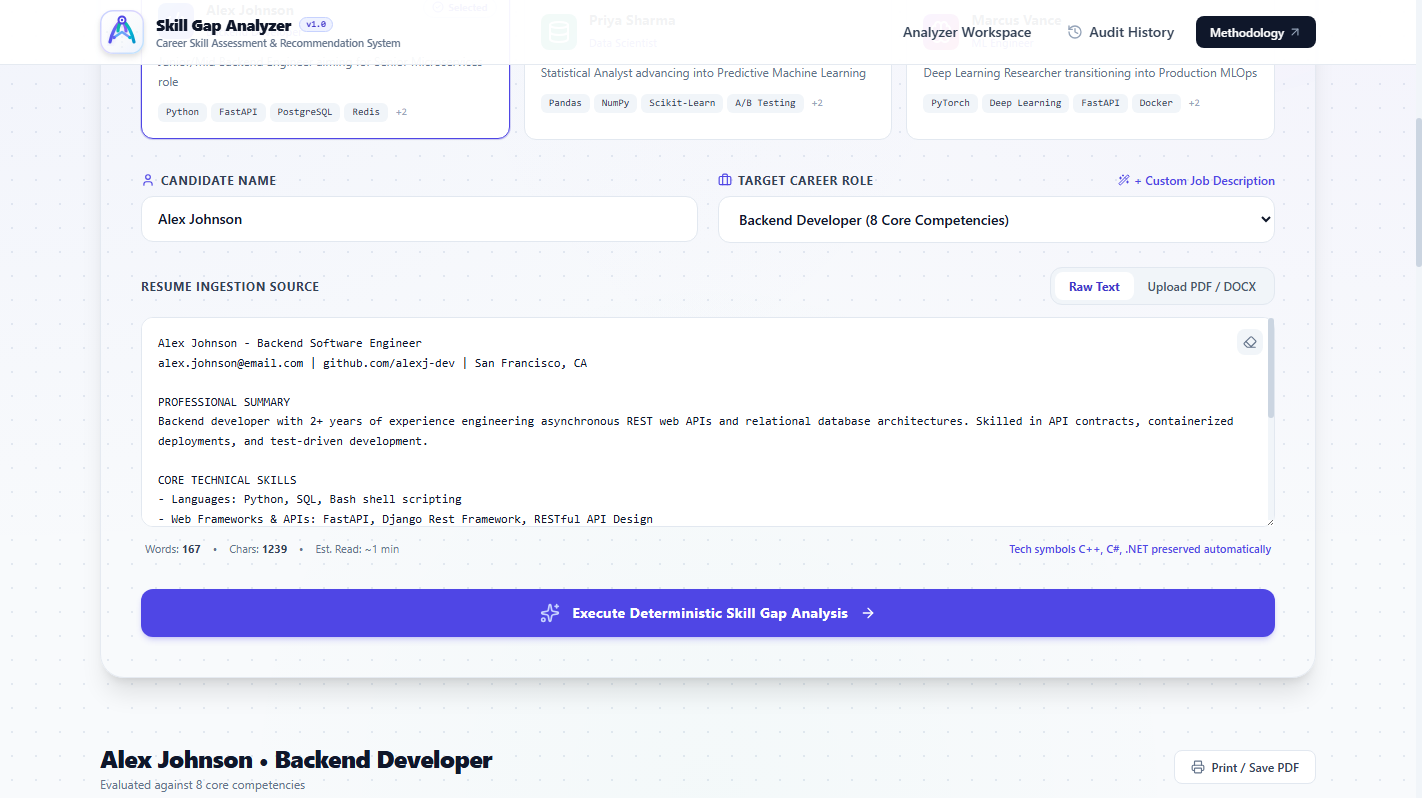 Skill Gap Analyzer v1.0
Career Skill Assessment & Recommendation System
Analyzer Workspace
Audit History
Methodology
Alex Johnson
Selected
Priya Sharma
Data Scientist
Marcus Vance
role
Python FastAPI PostgreSQL Redis +2
Statistical Analyst advancing into Predictive Machine Learning
Pandas NumPy Scikit-Learn A/B Testing +2
Deep Learning Researcher transitioning into Production MLOps
PyTorch Deep Learning FastAPI Docker +2
CANDIDATE NAME
Alex Johnson
TARGET CAREER ROLE
+ Custom Job Description
Backend Developer (8 Core Competencies)
RESUME INGESTION SOURCE
Raw Text
Upload PDF / DOCX
Alex Johnson - Backend Software Engineer
alex.johnson@email.com | github.com/alexj-dev | San Francisco, CA
PROFESSIONAL SUMMARY
Backend developer with 2+ years of experience engineering asynchronous REST web APIs and relational database architectures. Skilled in API contracts, containerized
deployments, and test-driven development.
CORE TECHNICAL SKILLS
- Languages: Python, SQL, Bash shell scripting
- Web Frameworks & APIs: FastAPI, Django Rest Framework, RESTful API Design
Words: 167 • Chars: 1239 • Est. Read: ~1 min
Tech symbols C++, C#, .NET preserved automatically
Execute Deterministic Skill Gap Analysis
Alex Johnson • Backend Developer
Evaluated against 8 core competencies
Print / Save PDF